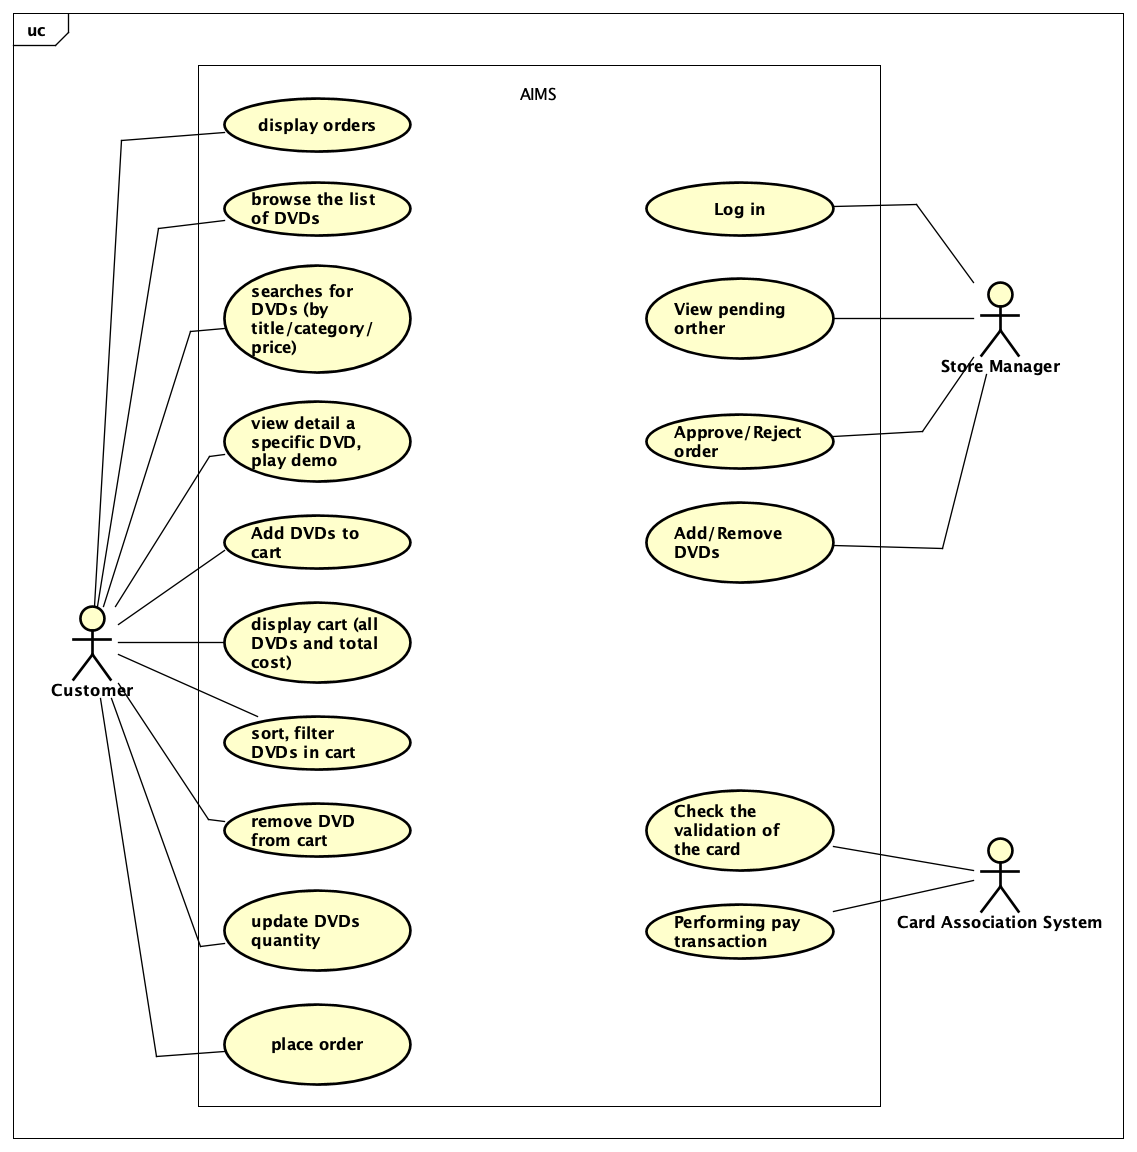 uc
AIMS
display orders
browse the list
of DVDs
searches for
DVDs (by
title/category/
price)
view detail a
specific DVD,
play demo
Add DVDs to
cart
display cart (all
DVDs and total
cost)
sort, filter
DVDs in cart
remove DVD
from cart
update DVDs
quantity
place order
Customer
Log in
View pending
orther
Approve/Reject
order
Add/Remove
DVDs
Store Manager
Check the
validation of
the card
Performing pay
transaction
Card Association System